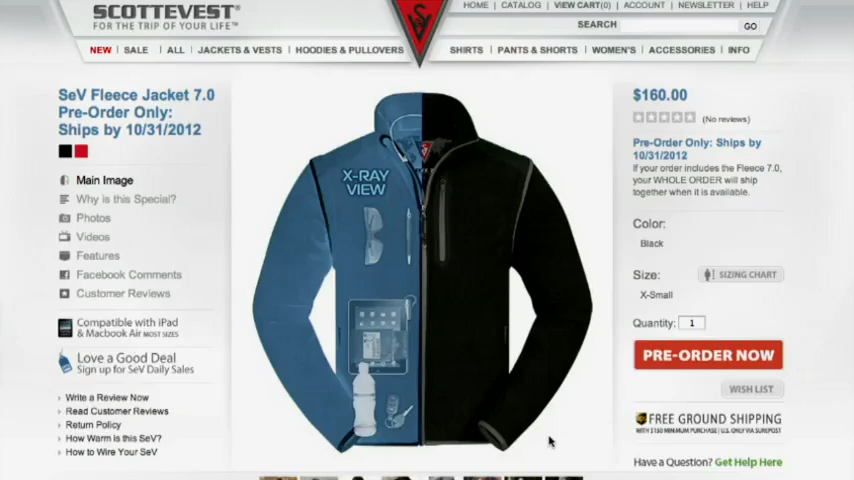 SCOTTEVEST®
FOR THE TRIP OF YOUR LIFE™
HOME | CATALOG | VIEW CART(0) | ACCOUNT | NEWSLETTER | HELP
SEARCH GO
NEW | SALE | ALL | JACKETS & VESTS | HOODIES & PULLOVERS
SHIRTS | PANTS & SHORTS | WOMEN'S | ACCESSORIES | INFO
SeV Fleece Jacket 7.0
Pre-Order Only:
Ships by 10/31/2012
Main Image
Why is this Special?
Photos
Videos
Features
Facebook Comments
Customer Reviews
Compatible with iPad
& Macbook Air MOST SIZES
Love a Good Deal
Sign up for SeV Daily Sales
Write a Review Now
Read Customer Reviews
Return Policy
How Warm is this SeV?
How to Wire Your SeV
X-RAY
VIEW
$160.00
(No reviews)
Pre-Order Only: Ships by
10/31/2012
If your order includes the Fleece 7.0,
your WHOLE ORDER will ship
together when it is available.
Color:
Black
Size:
SIZING CHART
X-Small
Quantity: 1
PRE-ORDER NOW
WISH LIST
FREE GROUND SHIPPING
WITH $150 MINIMUM PURCHASE | U.S. ONLY VIA SUREPOST
Have a Question? Get Help Here